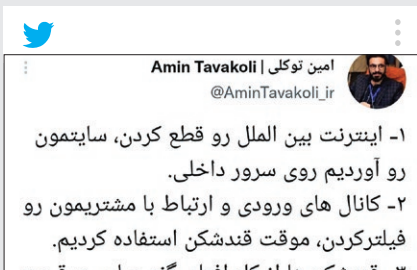 امین توکلی | Amin Tavakoli
@AminTavakoli_ir
۱- اینترنت بین الملل رو قطع کردن، سایتمون
رو آوردیم روی سرور داخلی.
۲- کانال های ورودی و ارتباط با مشتریمون رو
فیلترکردن، موقت قندشکن استفاده کردیم.